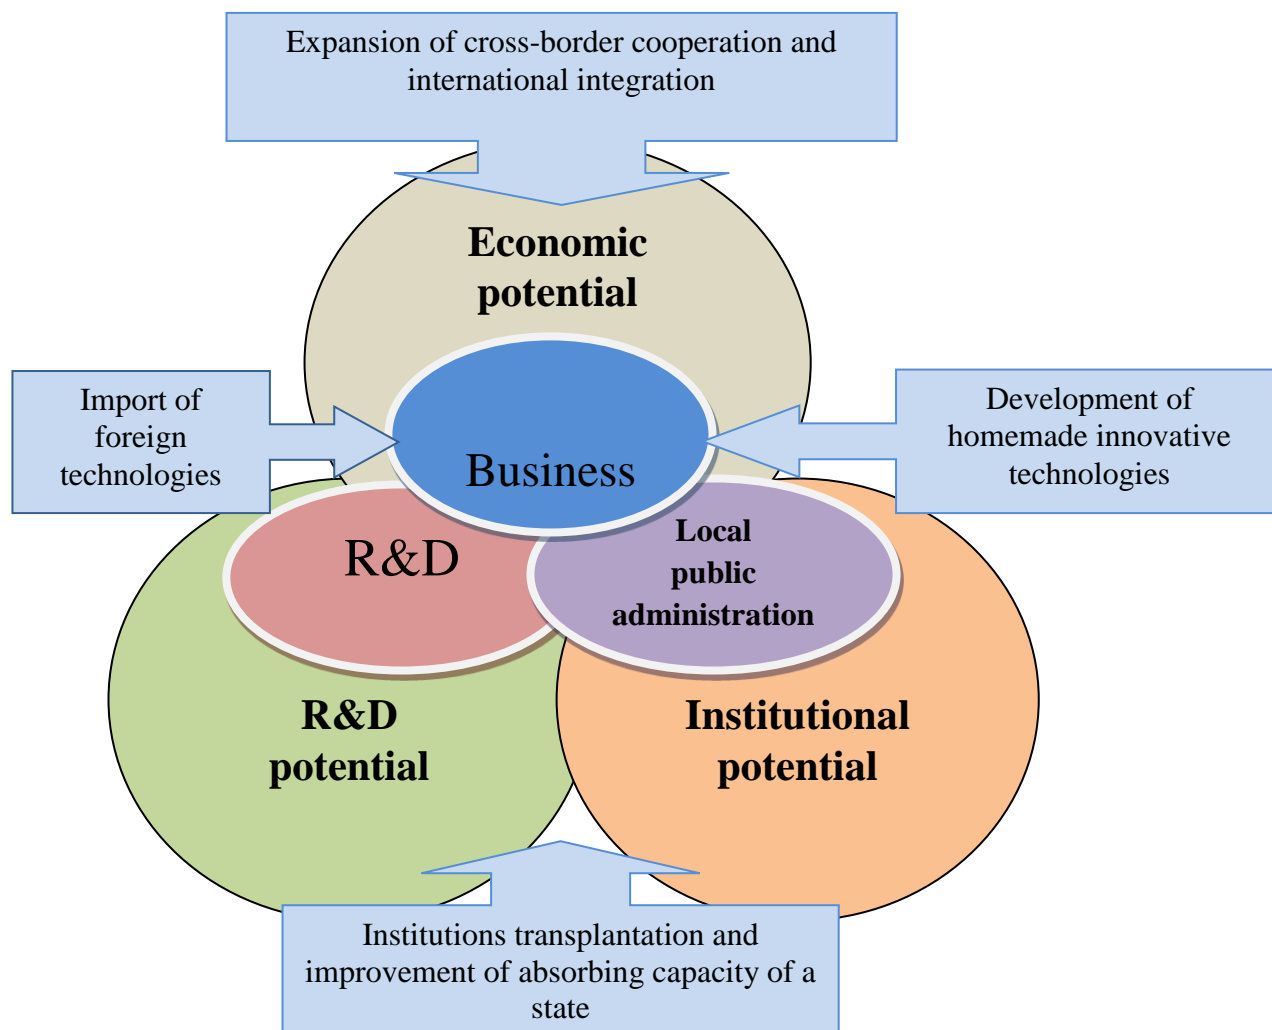 Expansion of cross-border cooperation and
international integration
Economic
potential
Import of
foreign
technologies
Business
Development of
homemade innovative
technologies
R&D
Local
public
administration
R&D
potential
Institutional
potential
Institutions transplantation and
improvement of absorbing capacity of a
state